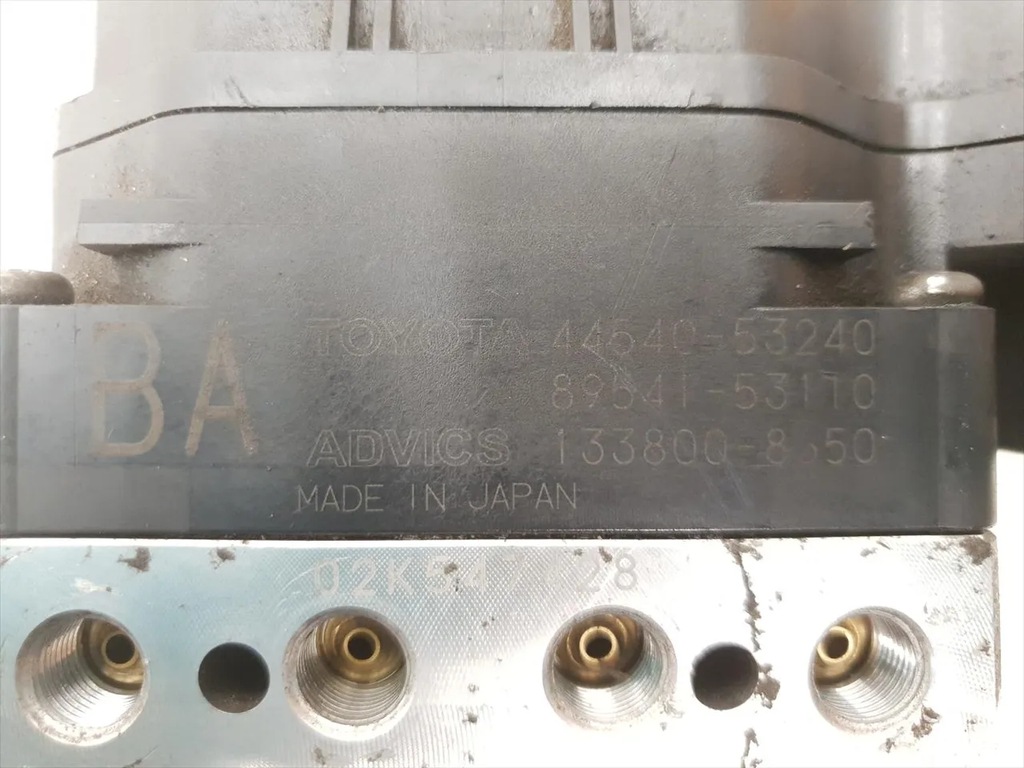 BA
TOYOTA 44540-53240
89541-53110
ADVICS
MADE IN JAPAN